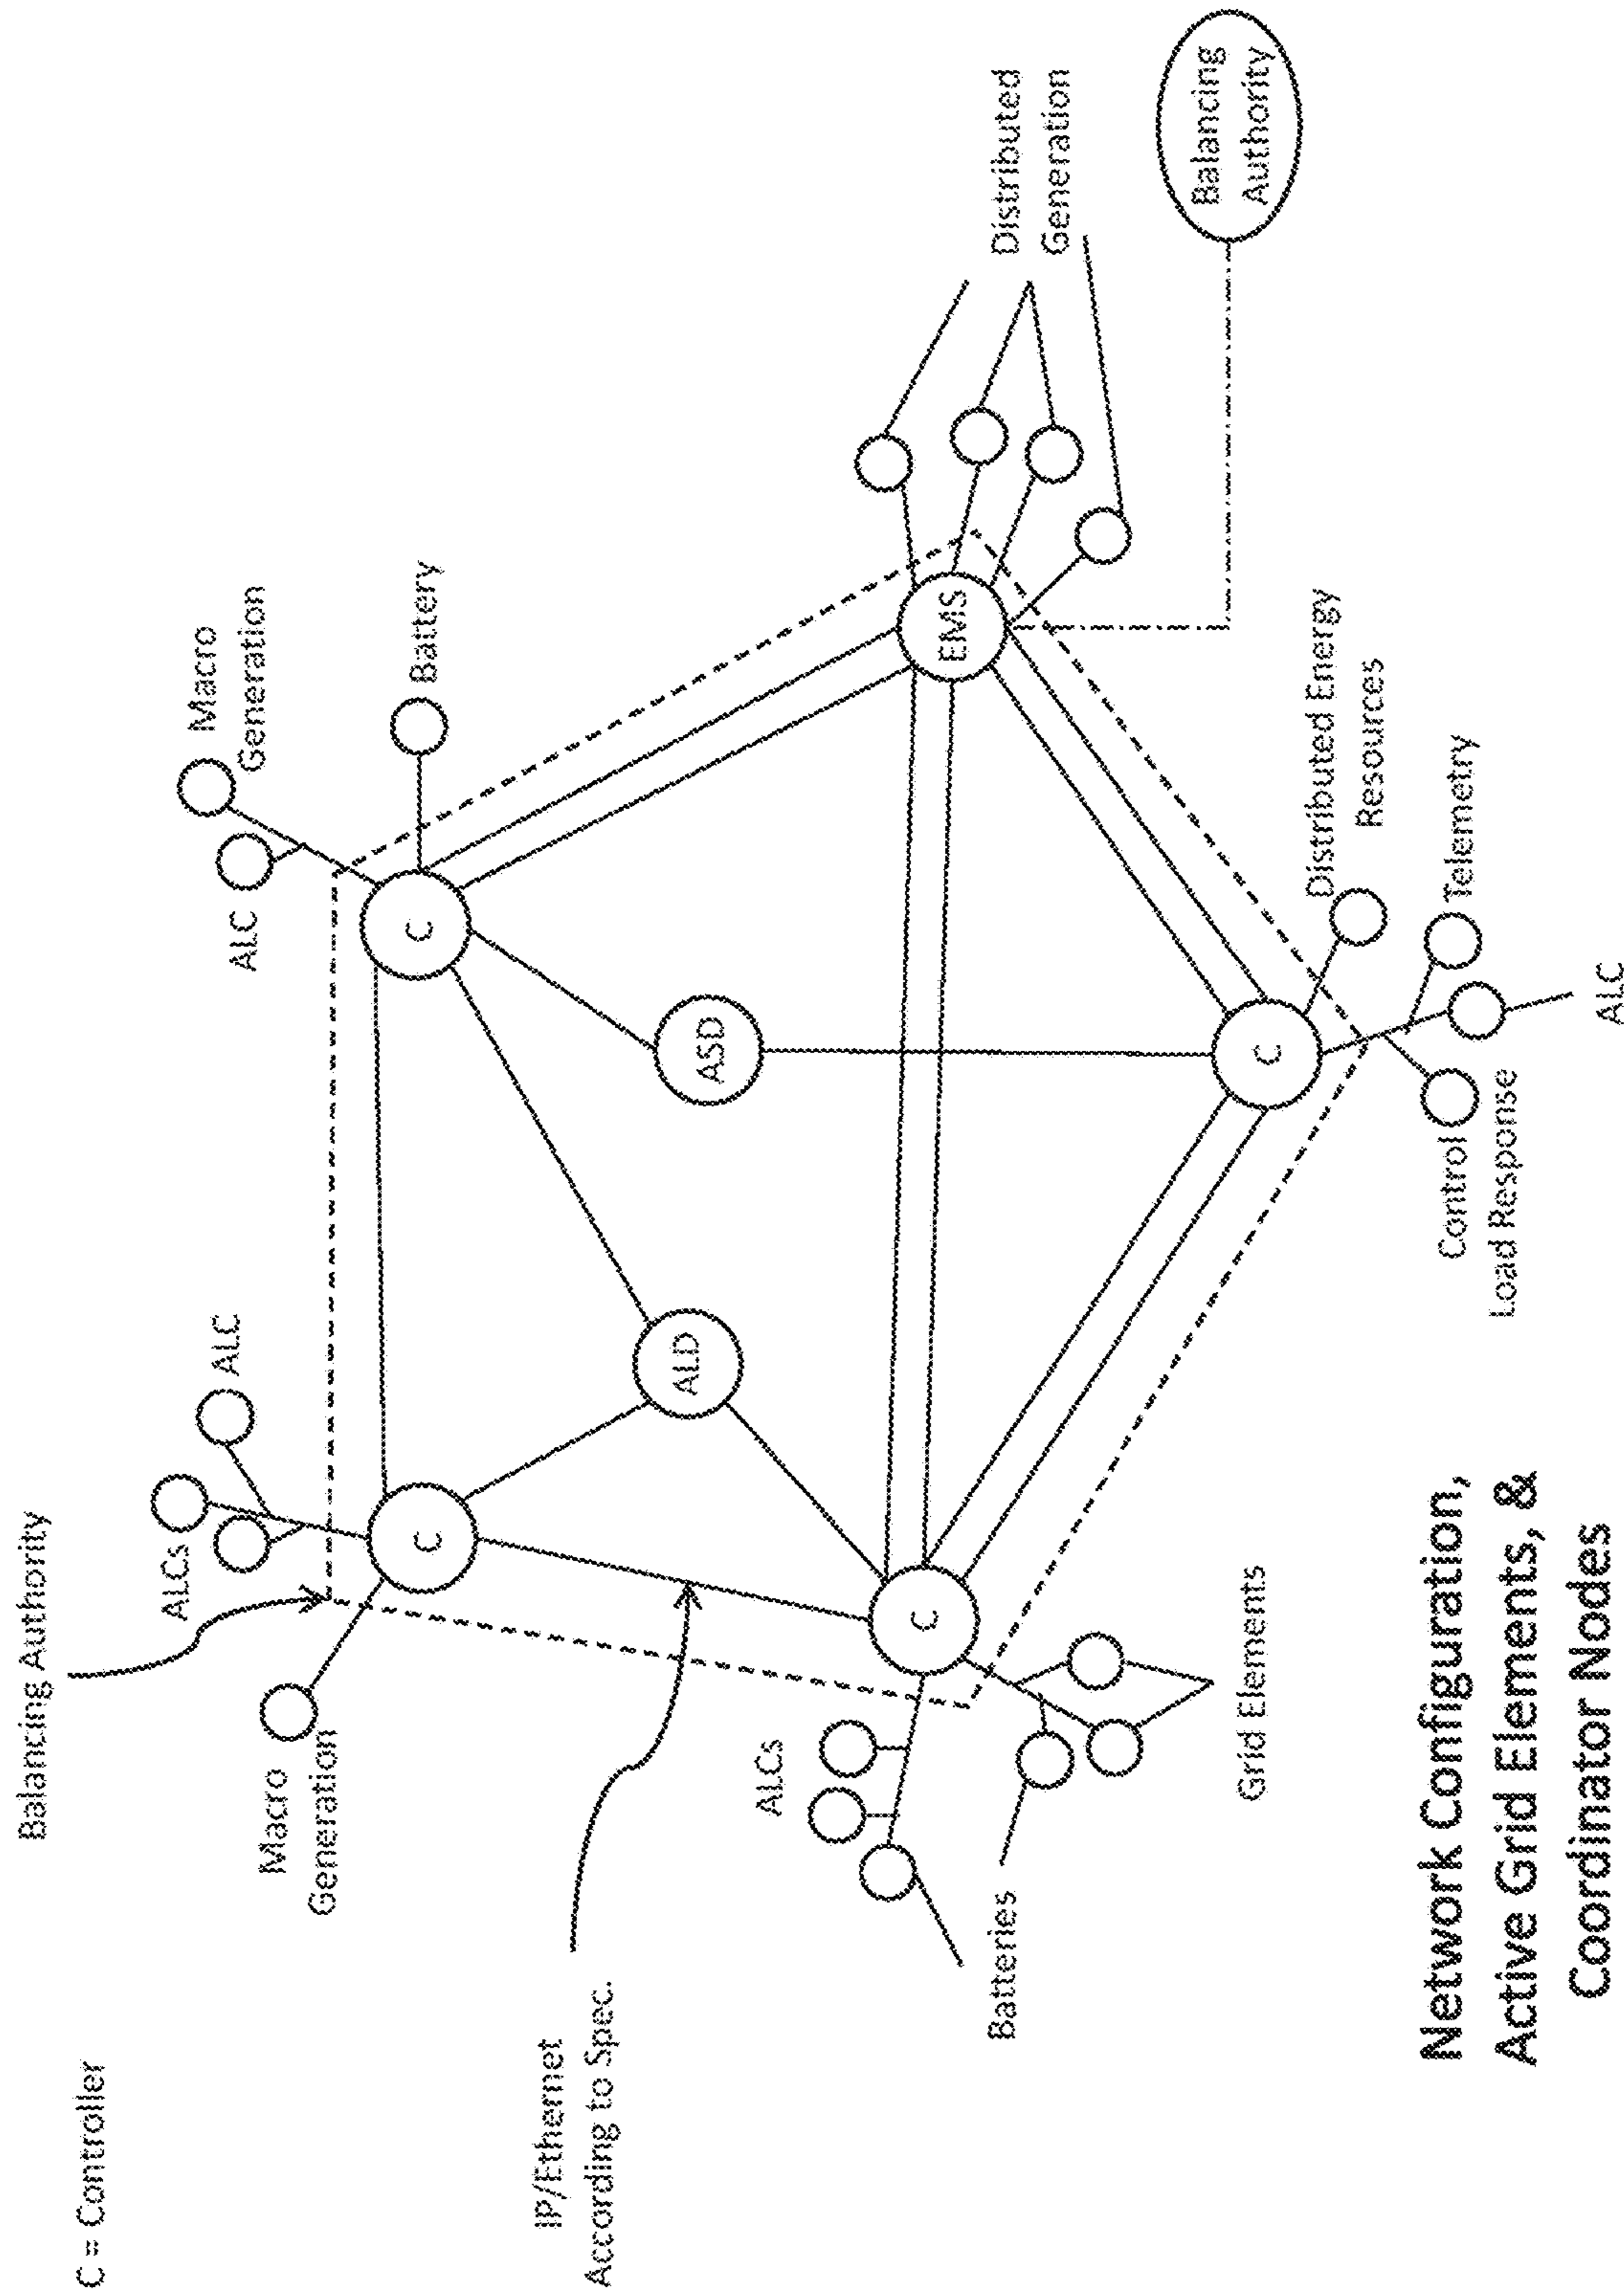 C = Controller
Balancing Authority
ALCs
ALC
Macro
Generation
ALC
Macro
Generation
Battery
C
C
IP/Ethernet
According to Spec.
ALD
ASD
ALCs
C
EMS
Batteries
Distributed
Generation
Balancing
Authority
Grid Elements
C
Distributed Energy
Resources
Control
Load Response
Telemetry
ALC
Network Configuration,
Active Grid Elements, &
Coordinator Nodes